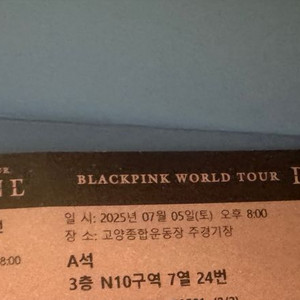 BLACKPINK WORLD TOUR
일 시: 2025년 07월 05일(토) 오후 8:00
8:00
장 소: 고양종합운동장 주경기장
A석
3층 N10구역 7열 24번